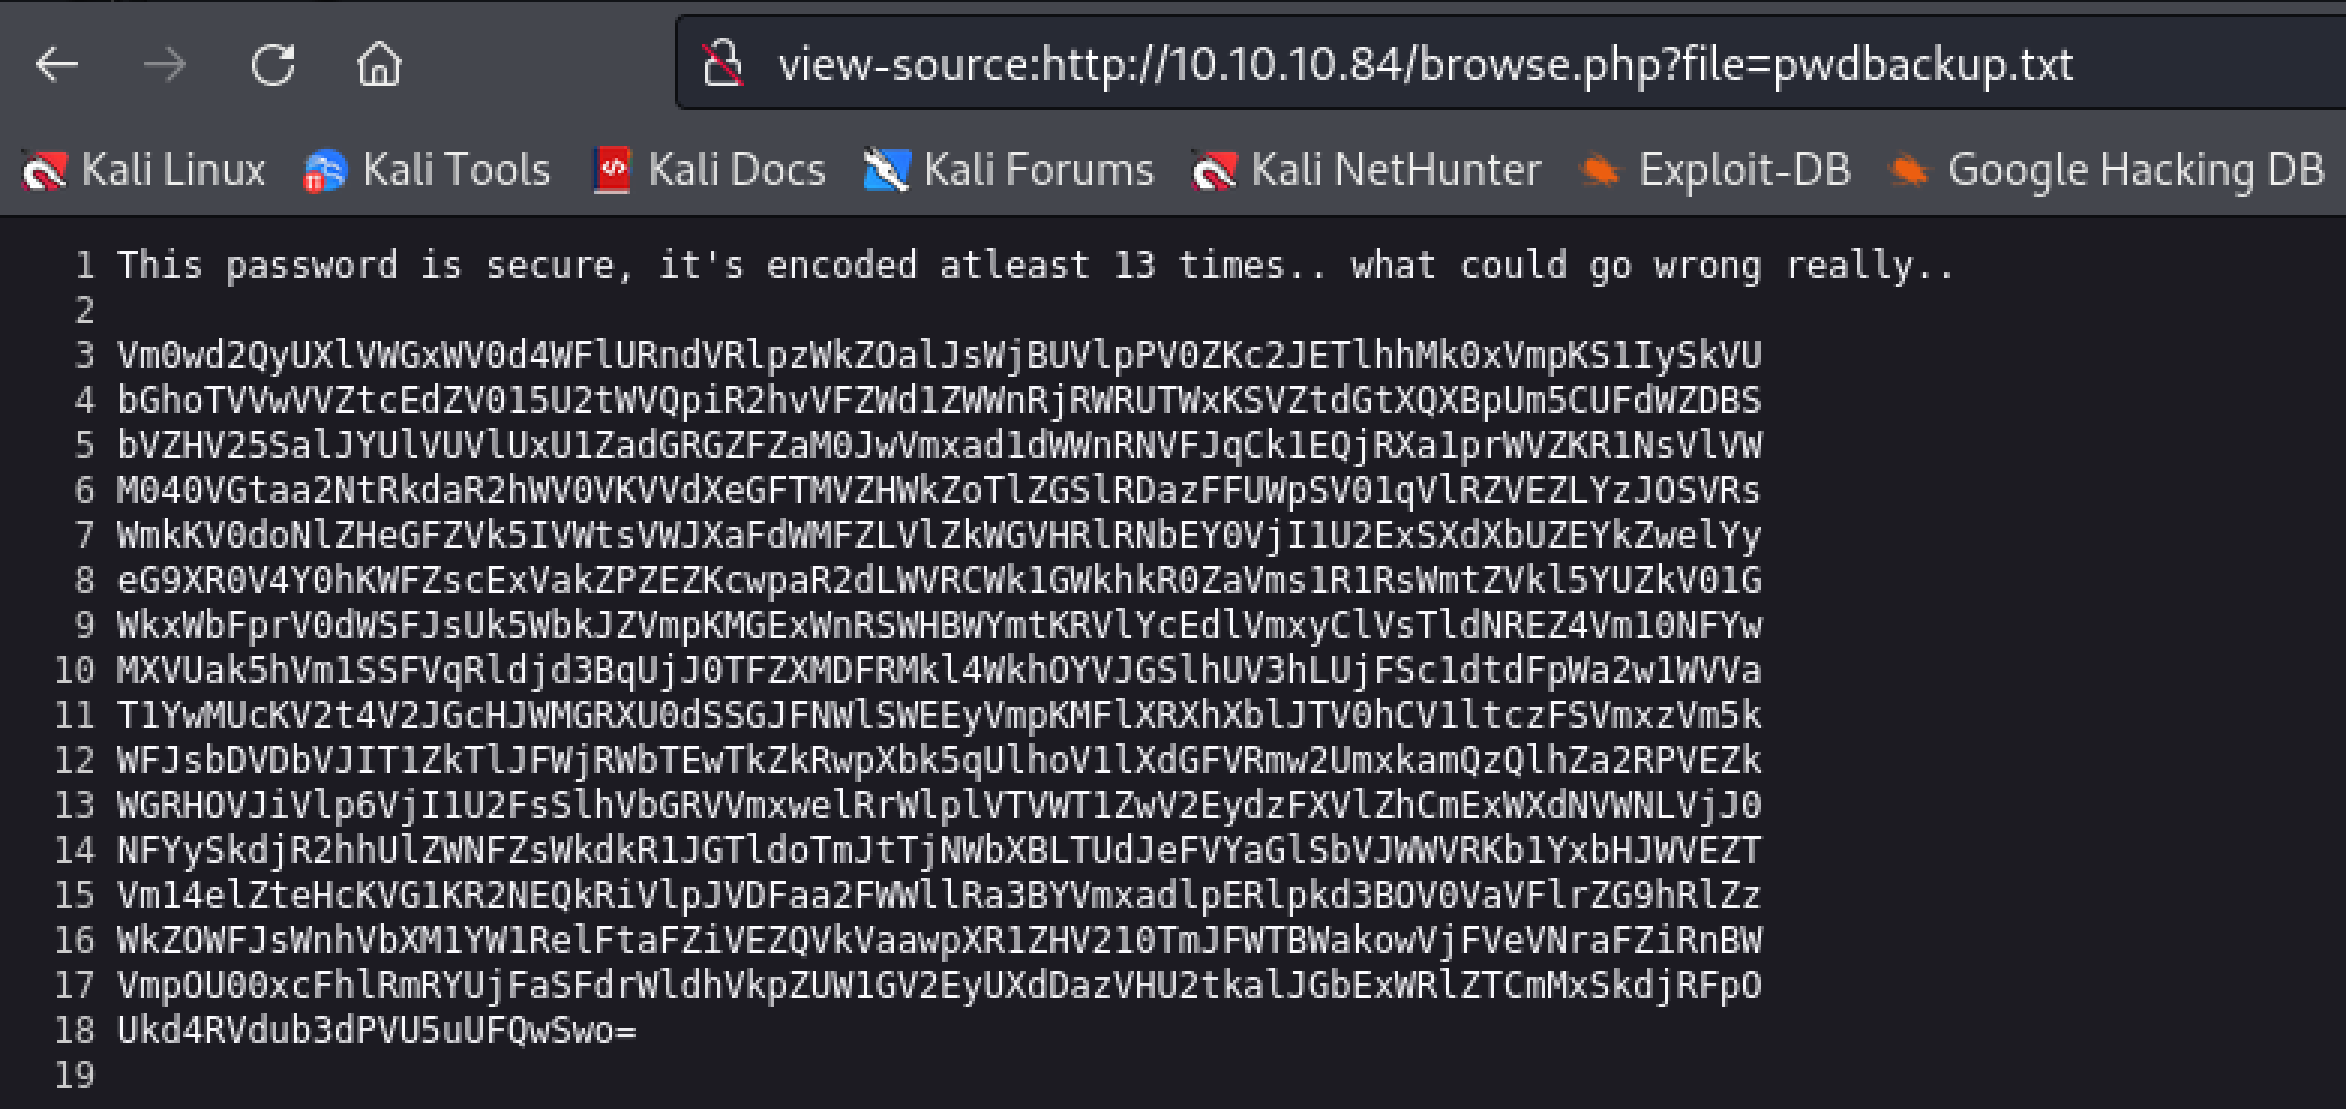 view-source:http://10.10.10.84/browse.php?file=pwdbackup.txt
Kali Linux Kali Tools Kali Docs Kali Forums Kali NetHunter Exploit-DB Google Hacking DB
1 This password is secure, it's encoded atleast 13 times.. what could go wrong really..
2
3 Vm0wd2QyUXlVWGxWV0d4WFlURndVRlpzWkZOalJsWjBUVlpPV0ZKc2JETlhhMk0xVmpKS1IySkVU
4 bGhoTVVwVVZtcEdZV015U2tWVQpiR2hvVFZWd1ZWWnRjRWRUTWxKSVZtdGtXQXBpUm5CUFdWZDBS
5 bVZHV25SalJYUlVUVlUxU1ZadGRGZFZaM0JwVmxad1dWWnRNVFJqCk1EQjRXa1prWVZKR1NsVlVW
6 M040VGtaa2NtRkdaR2hWV0VKVVdXeGFTMVZHWkZoTlZGSlRDazFFUWpSV01qVlRZVEZLYzJOSVRs
7 WmkKV0doNlZHeGFZVk5IVWtsVWJXaFdWMFZLVlZkWGVHRlRNbEY0VjI1U2ExSXdXbUZEYkZwelYy
8 eG9XR0V4Y0hKWFZscExVakZPZEZKcwpaR2dLWVRCWk1GWkhkR0ZaVms1R1RsWmtZVkl5YUZkV01G
9 WkxWbFprV0dWSFJsUk5WbkJZVmpKMGExWnRSWHBWYmtKRVlYcEdlVmxyClVsTldNREZ4Vm10NFYw
10 MXVUak5hVm1SSFVqRldjd3BqUjJ0TFZXMDFRMkl4WkhOYVJGSlhUV3hLUjFSc1dtdFpWa2w1WVVa
11 T1YwMUcKV2t4V2JGcHJWMGRXU0dSSGJFNWlSWEEyVmpKMFlXRXhXblJTV0hCV1ltczFSVmxzVm5k
12 WFJsbDVDbVJIT1ZkTlJFWjRWbTEwTkZkRwpXbk5qUlhoV1lXdGFVRmw2UmxkamQzQlhZa2RPVEZk
13 WGRHOVJiVlp6VjI1U2FsSlhVbGRVVmxwelRrWlplVTVWT1ZwV2EydzFXVlZhCmExWXdNVWNLVjJ0
14 NFYySkdjR2hhUlZWNFZsWkdkR1JGTldoTmJtTjNWbXBLTUdJeFVYaGlSbVJWWVRKb1YxbHJWVEZT
15 Vm14elZteHcKVG1KR2NEQkRiVlpJVDFaa2FWWllRa3BYVmxadlpERlpkd3BOV0VaVFlrZG9hRlZz
16 WkZOWFJsWnhVbXM1YW1RelFtaFZiVEZQVkVaawpXR1ZHV210TmJFWTBWakowVjFVeVNraFZiRnBW
17 VmpOU00xcFhlRmRYUjFaSFdrWldhVkpZUW1GV2EyUXdDazVHU2tkalJGbExWRlZTCmMxSkdjRFpO
18 Ukd4RVdub3dPVU5uUFQwSwo=
19